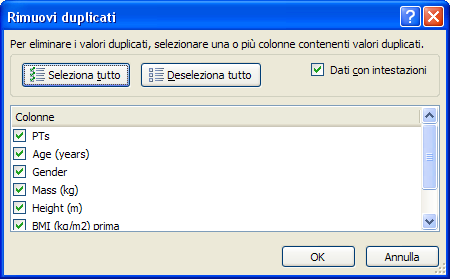 Rimuovi duplicati
Per eliminare i valori duplicati, selezionare una o più colonne contenenti valori duplicati.
Seleziona tutto
Deseleziona tutto
Dati con intestazioni
Colonne
PTs
Age (years)
Gender
Mass (kg)
Height (m)
BMI (kg/m2) prima
OK
Annulla